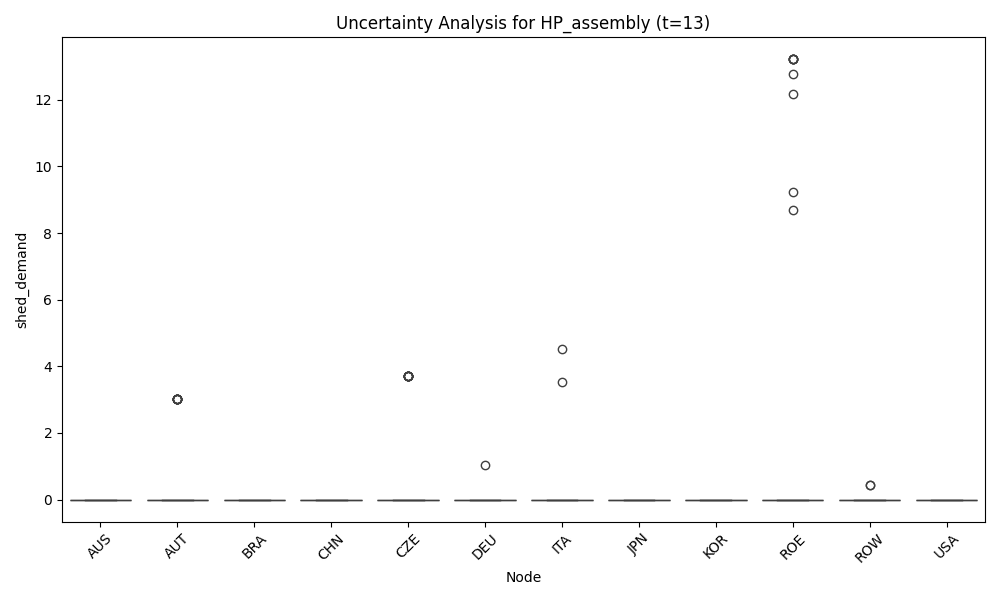 Uncertainty Analysis for HP_assembly (t=13)
shed_demand
12
10
8
6
4
2
0
AUS AUT BRA CHN CZE DEU ITA JPN KOR ROE ROW USA
Node